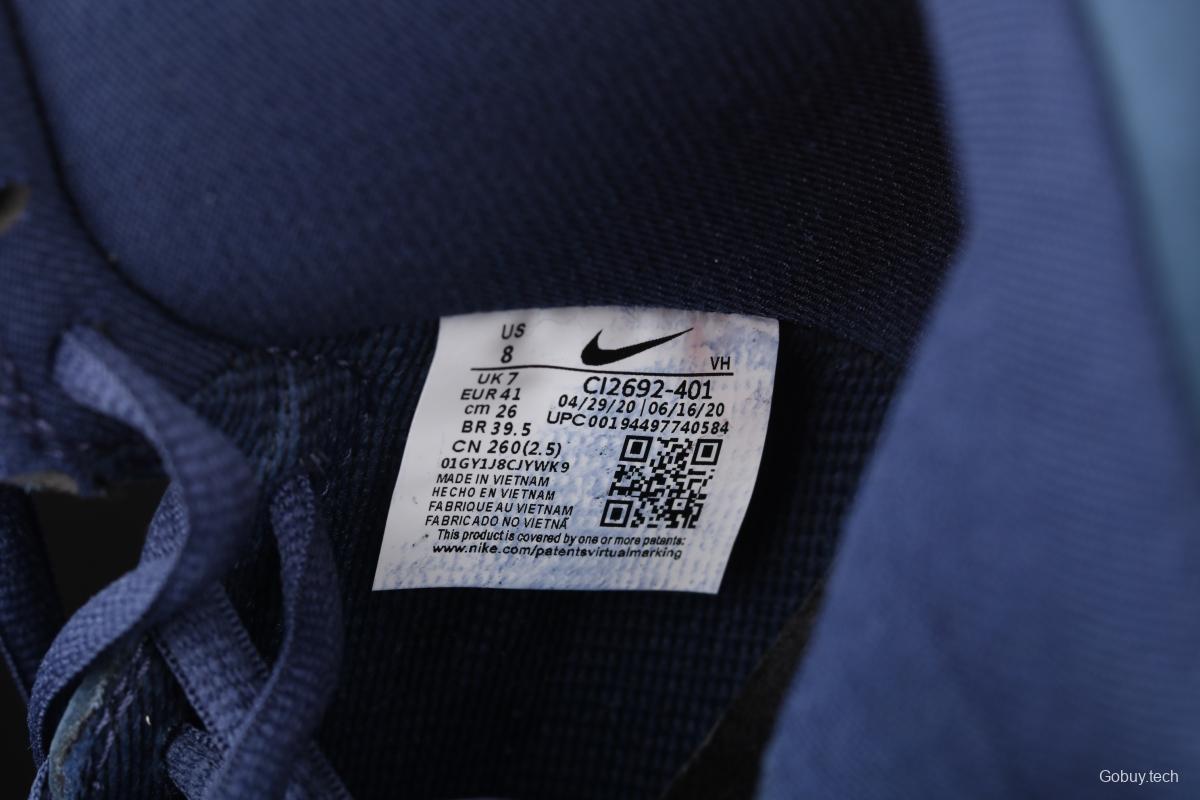 US
8
VH
UK 7
EUR 41
cm 26
BR 39.5
CN 260(2.5)
01GY1J8CJYWK9
MADE IN VIETNAM
HECHO EN VIETNAM
FABRIQUE AU VIETNAM
FABRICADO NO VIETNÃ
CI2692-401
04/29/20 | 06/16/20
UPC00194497740584
This product is covered by one or more patents:
www.nike.com/patentsvirtualmarking
Gobuy.tech